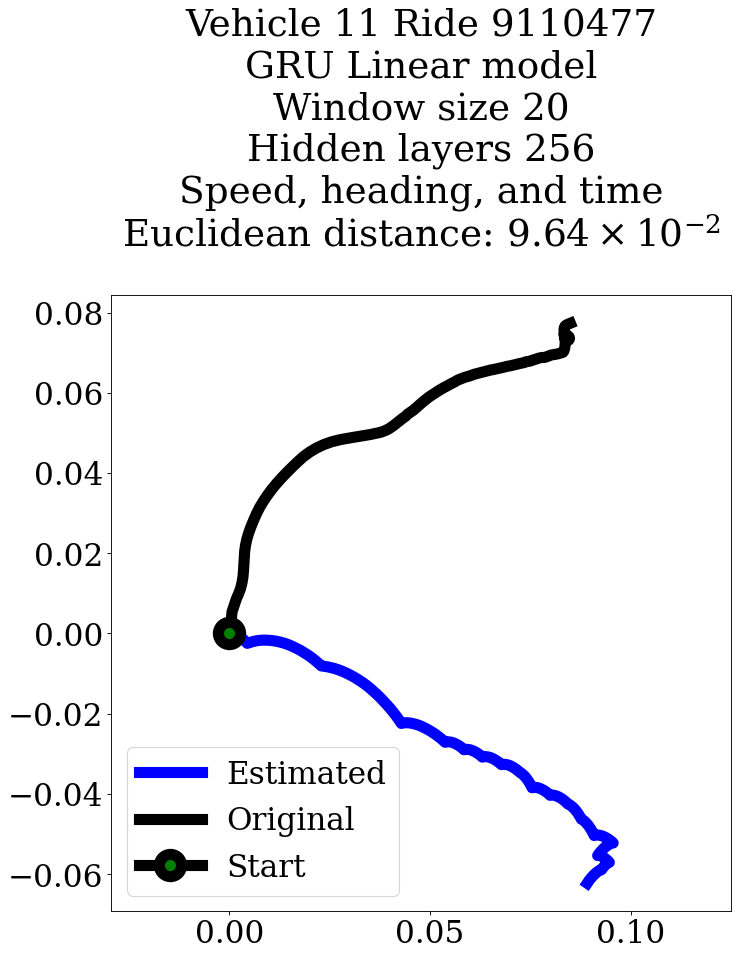 Vehicle 11 Ride 9110477
GRU Linear model
Window size 20
Hidden layers 256
Speed, heading, and time
Euclidean distance: 9.64 × 10⁻²
0.08
0.06
0.04
0.02
0.00
−0.02
−0.04
−0.06
Estimated
Original
Start
0.00 0.05 0.10